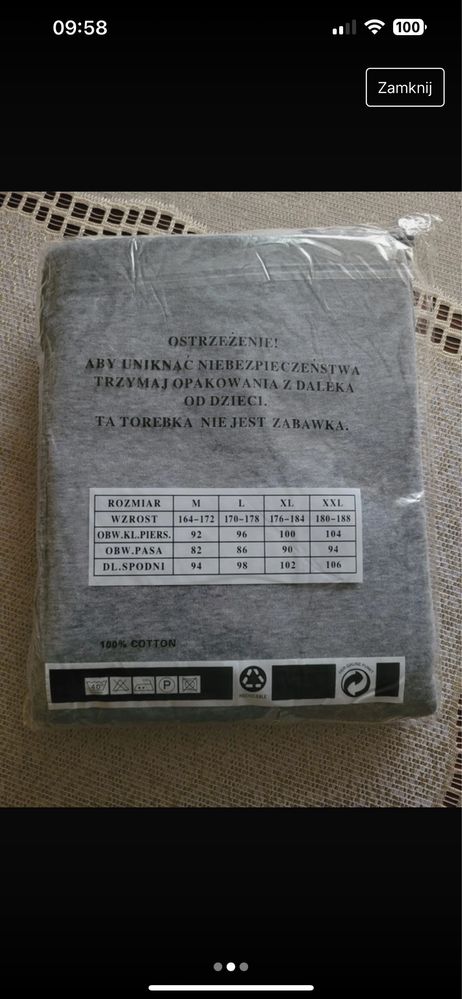 09:58
100
Zamknij
OSTRZEŻENIE!
ABY UNIKNĄĆ NIEBEZPIECZEŃSTWA
TRZYMAJ OPAKOWANIA Z DALEKA
OD DZIECI.
TA TOREBKA NIE JEST ZABAWKA.
ROZMIAR M L XL XXL
WZROST 164-172 170-178 176-184 180-188
OBW.KL.PIERS. 92 96 100 104
OBW.PASA 82 86 90 94
DL.SPODNI 94 98 102 106
100% COTTON
40 P